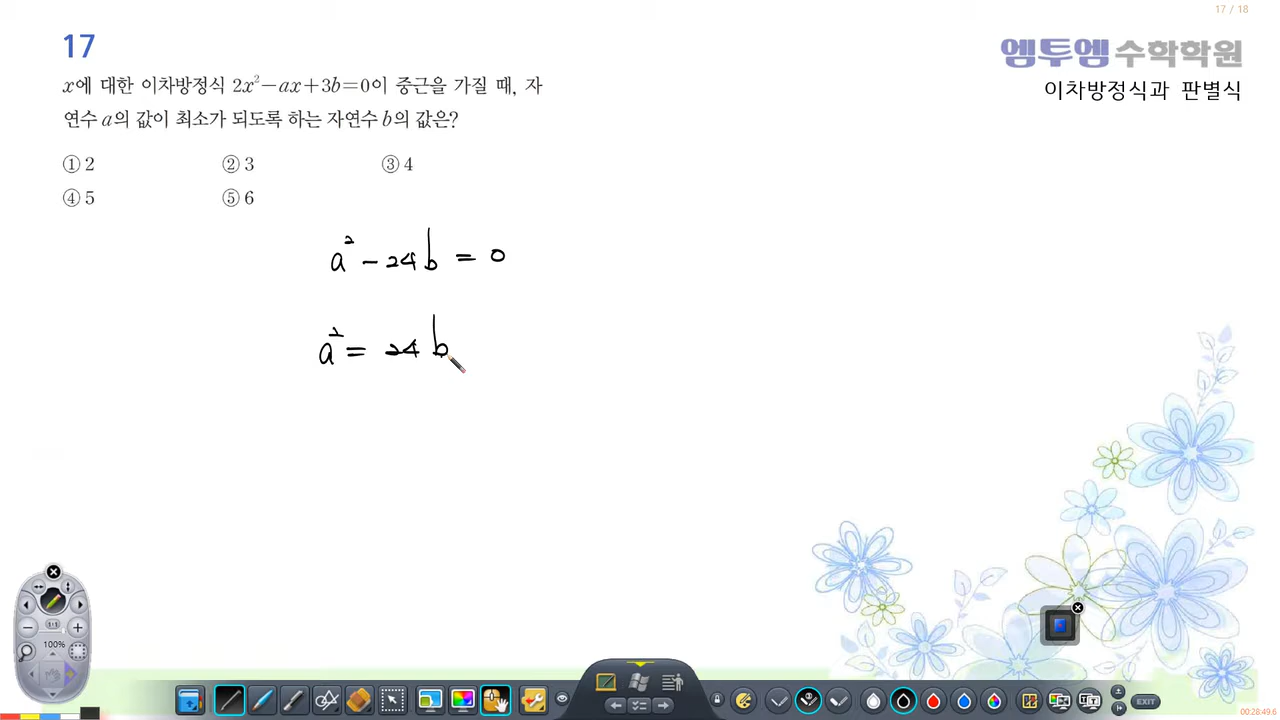 17 / 18
17
엠투엠수학학원
이차방정식과 판별식
x에 대한 이차방정식 2x²−ax+3b=0이 중근을 가질 때, 자
연수 a의 값이 최소가 되도록 하는 자연수 b의 값은?
① 2 ② 3 ③ 4
④ 5 ⑤ 6
a² − 24b = 0
a² = 24b
1:1
100%
EXIT
00:28:49.6